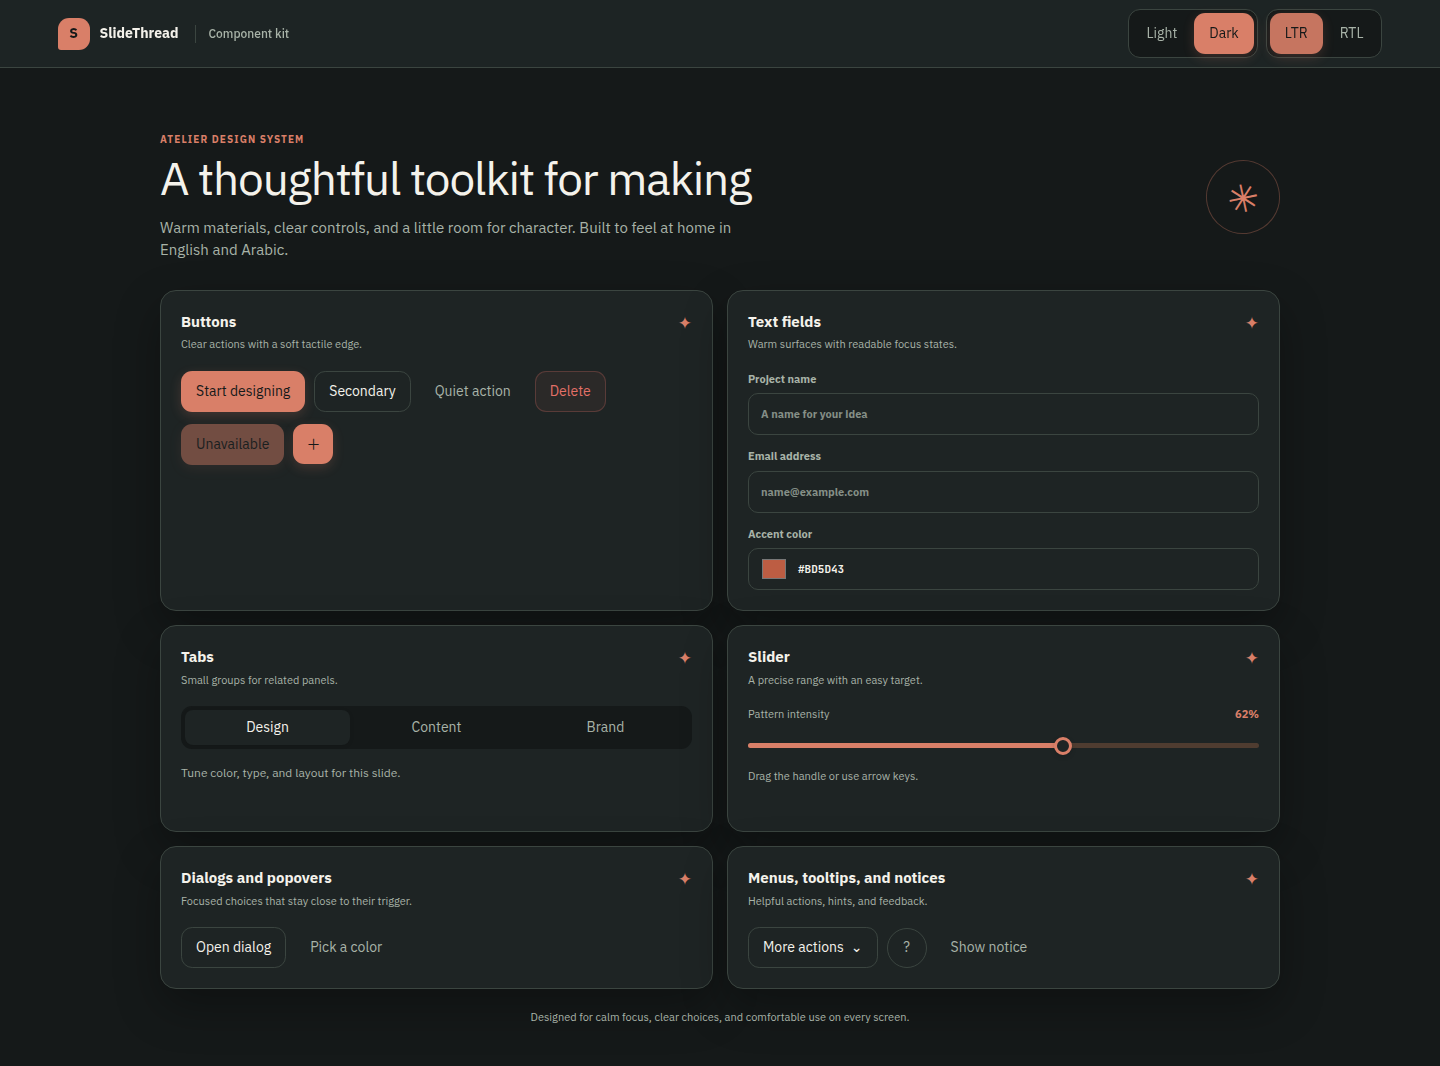 S SlideThread Component kit Light Dark LTR RTL
ATELIER DESIGN SYSTEM
A thoughtful toolkit for making
Warm materials, clear controls, and a little room for character. Built to feel at home in
English and Arabic.
Buttons
Clear actions with a soft tactile edge.
Start designing Secondary Quiet action Delete
Unavailable +
Text fields
Warm surfaces with readable focus states.
Project name
A name for your idea
Email address
name@example.com
Accent color
#BD5D43
Tabs
Small groups for related panels.
Design Content Brand
Tune color, type, and layout for this slide.
Slider
A precise range with an easy target.
Pattern intensity 62%
Drag the handle or use arrow keys.
Dialogs and popovers
Focused choices that stay close to their trigger.
Open dialog Pick a color
Menus, tooltips, and notices
Helpful actions, hints, and feedback.
More actions ? Show notice
Designed for calm focus, clear choices, and comfortable use on every screen.